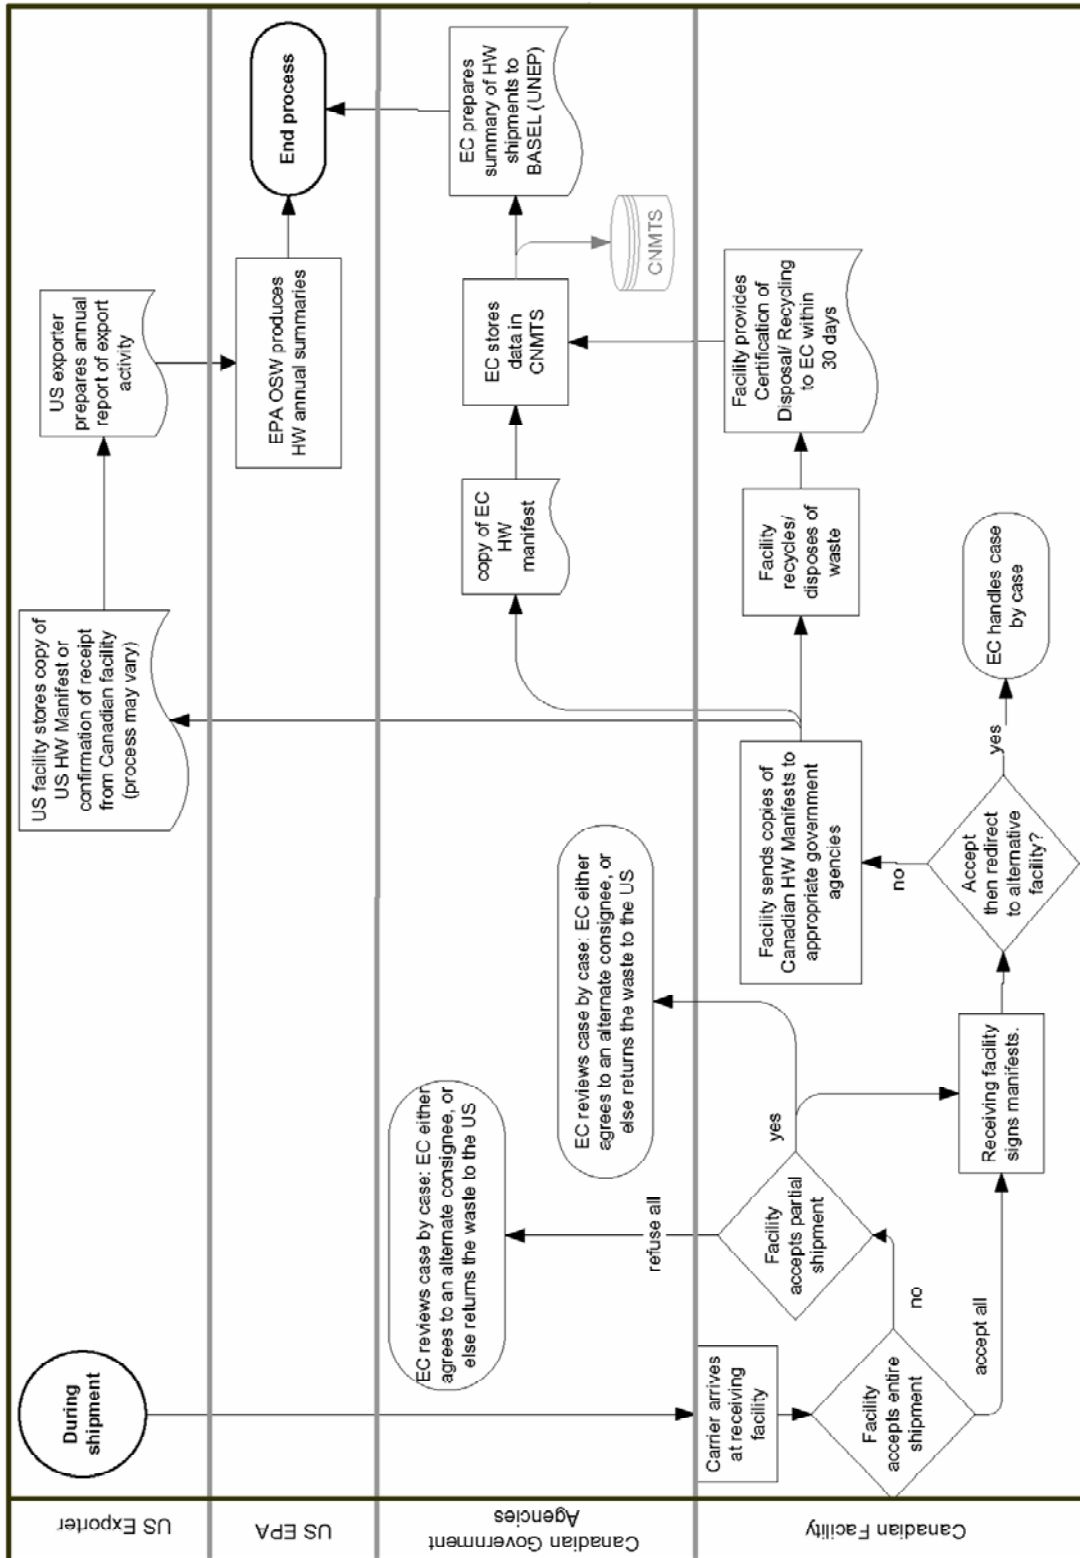 US Exporter
During
shipment
US facility stores copy of
US HW Manifest or
confirmation of receipt
from Canadian facility
(process may vary)
US exporter
prepares annual
report of export
activity
US EPA
EPA OSW produces
HW annual summaries
End process
Canadian Government
Agencies
EC reviews case by case: EC either
agrees to an alternate consignee, or
else returns the waste to the US
EC reviews case by case: EC either
agrees to an alternate consignee, or
else returns the waste to the US
copy of EC
HW
manifest
EC stores
data in
CNMTS
CNMTS
EC prepares
summary of HW
shipments to
BASEL (UNEP)
Canadian Facility
Carrier arrives
at receiving
facility
Facility
accepts entire
shipment
no
accept all
Facility
accepts partial
shipment
refuse all
yes
Receiving facility
signs manifests.
Accept
then redirect
to alternative
facility?
no
yes
EC handles case
by case
Facility sends copies of
Canadian HW Manifests to
appropriate government
agencies
Facility
recycles/
disposes of
waste
Facility provides
Certification of
Disposal/ Recycling
to EC within
30 days